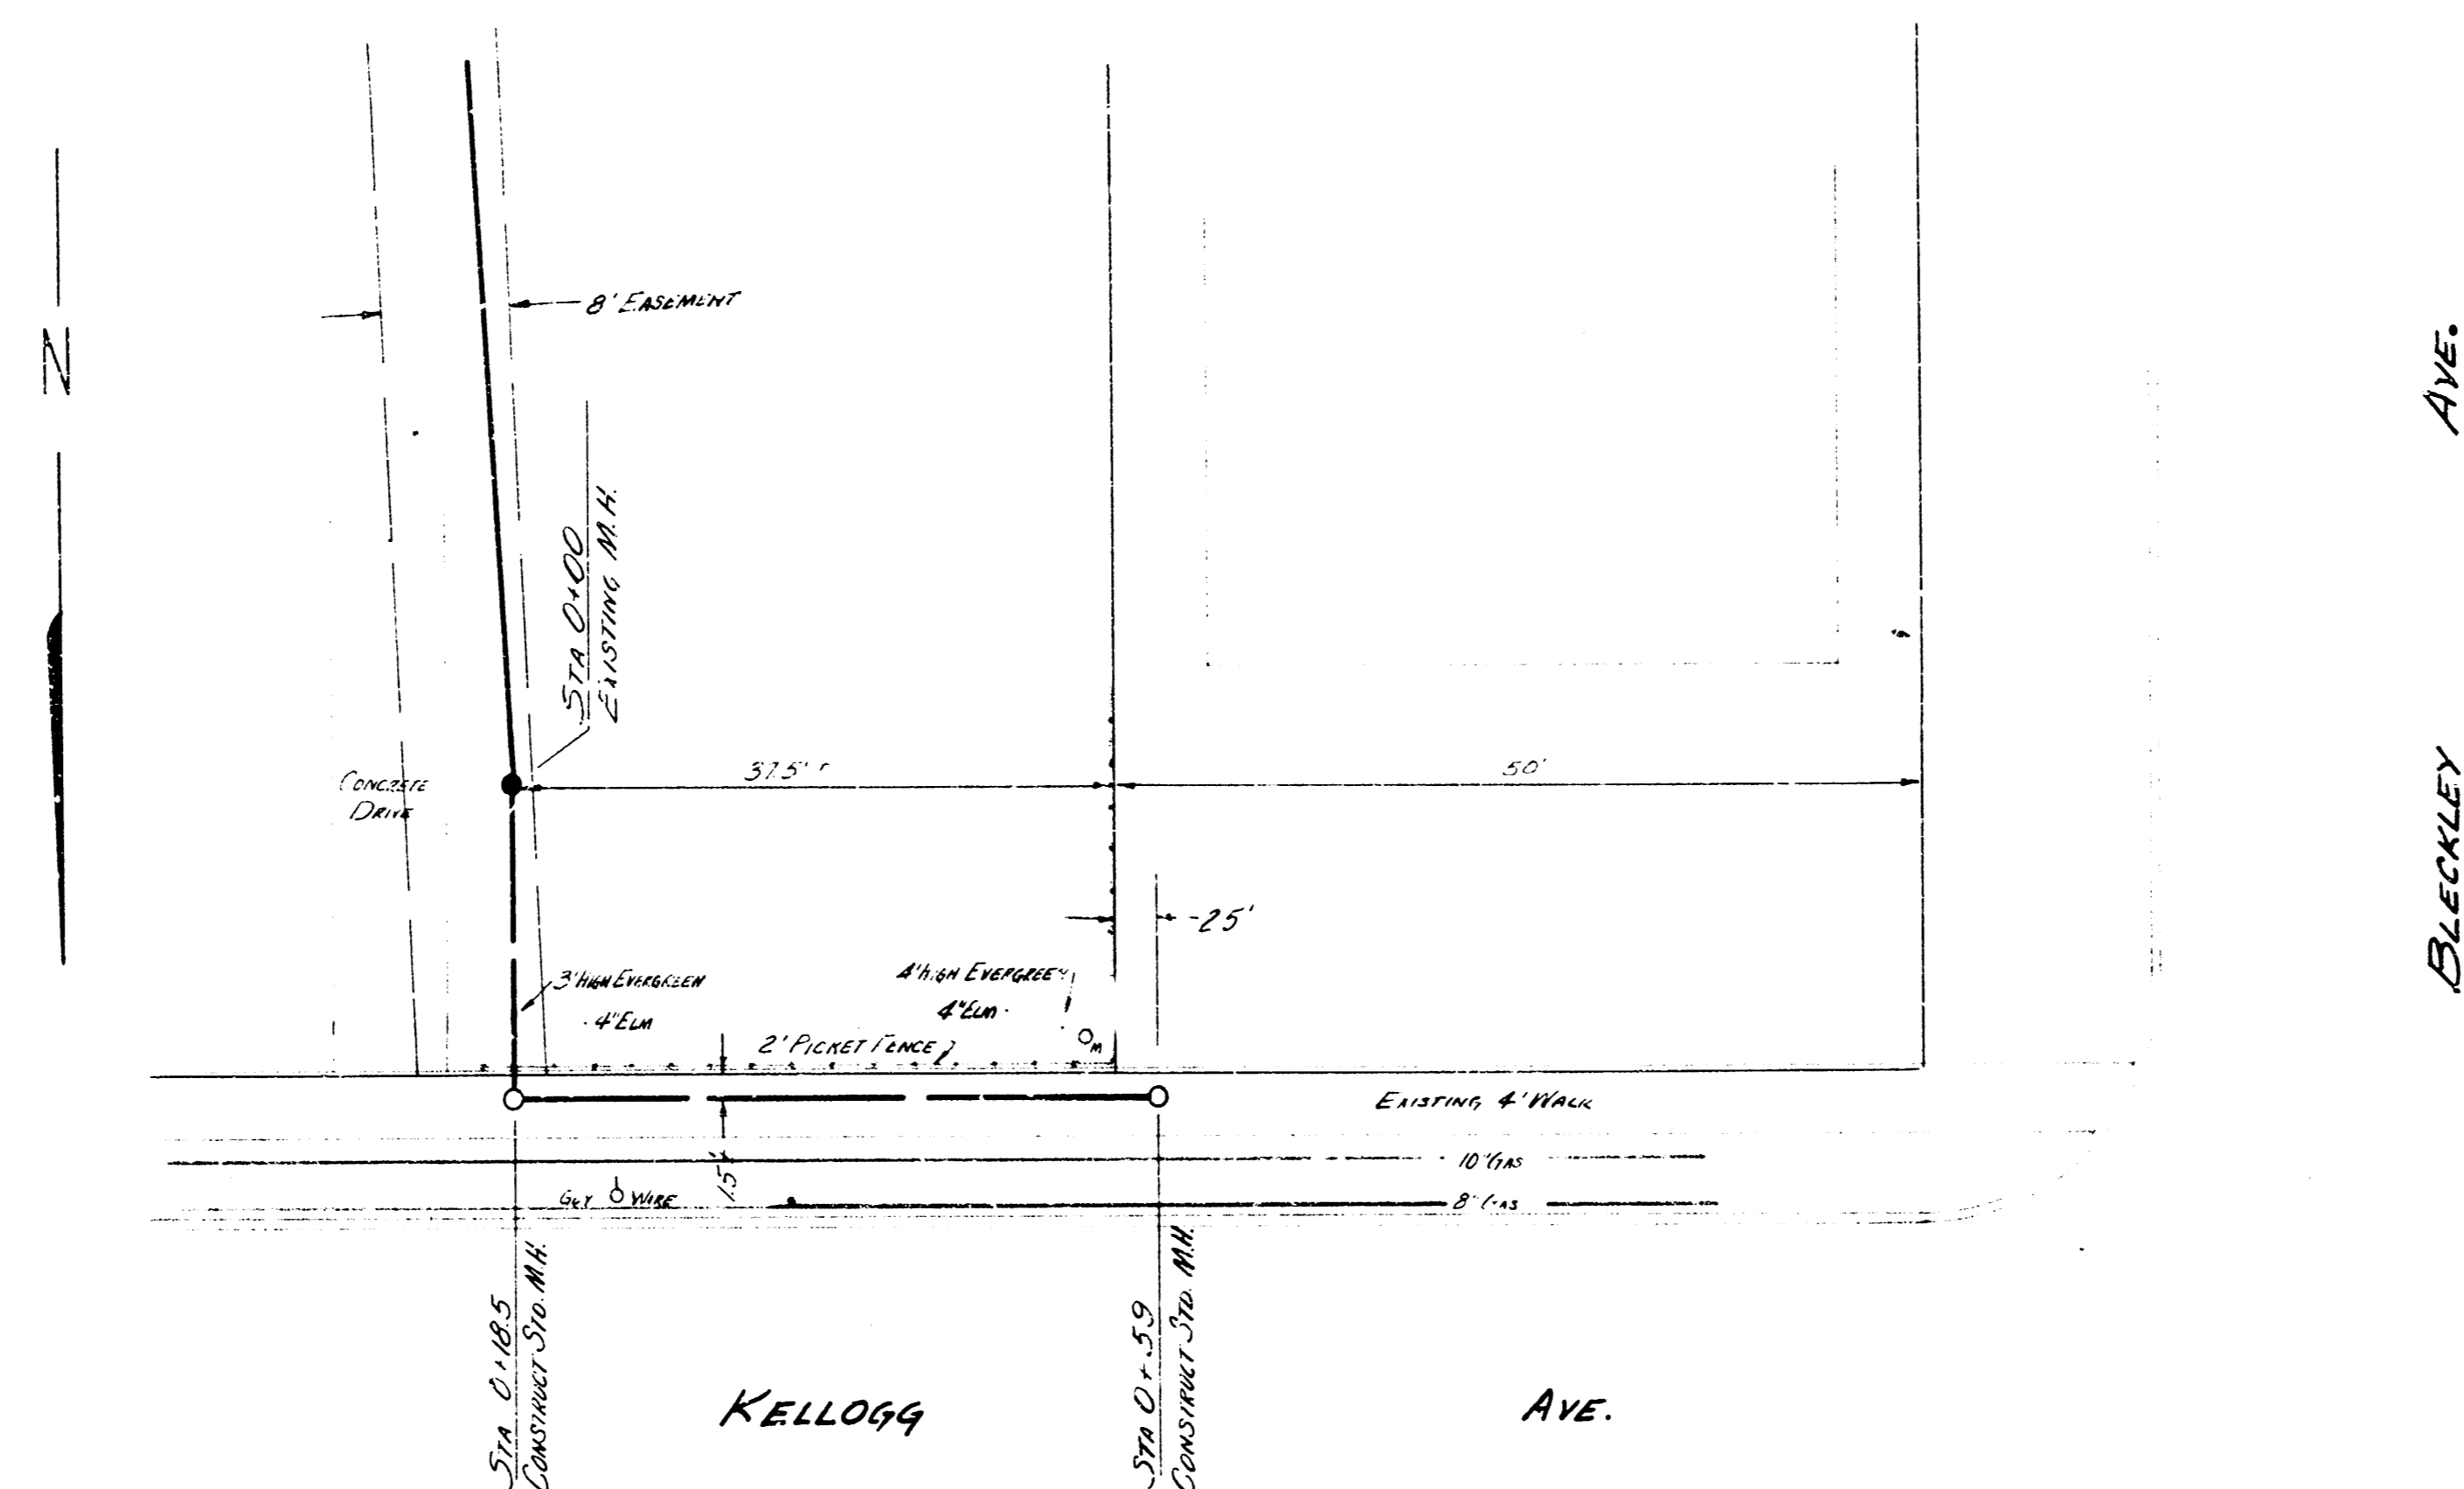 N
8' EASEMENT
AVE.
BLECKLEY
STA 0+00
EXISTING M.H.
CONCRETE
DRIVE
37.5' ±
50'
2.5'
3' HIGH EVERGREEN
4" ELM
4' HIGH EVERGREEN
4" ELM
2' PICKET FENCE
M
EXISTING 4' WALK
10" GAS
GUY WIRE
1.5'
8" GAS
STA 0+18.5
CONSTRUCT STD. M.H.
STA 0+59
CONSTRUCT STD. M.H.
KELLOGG AVE.